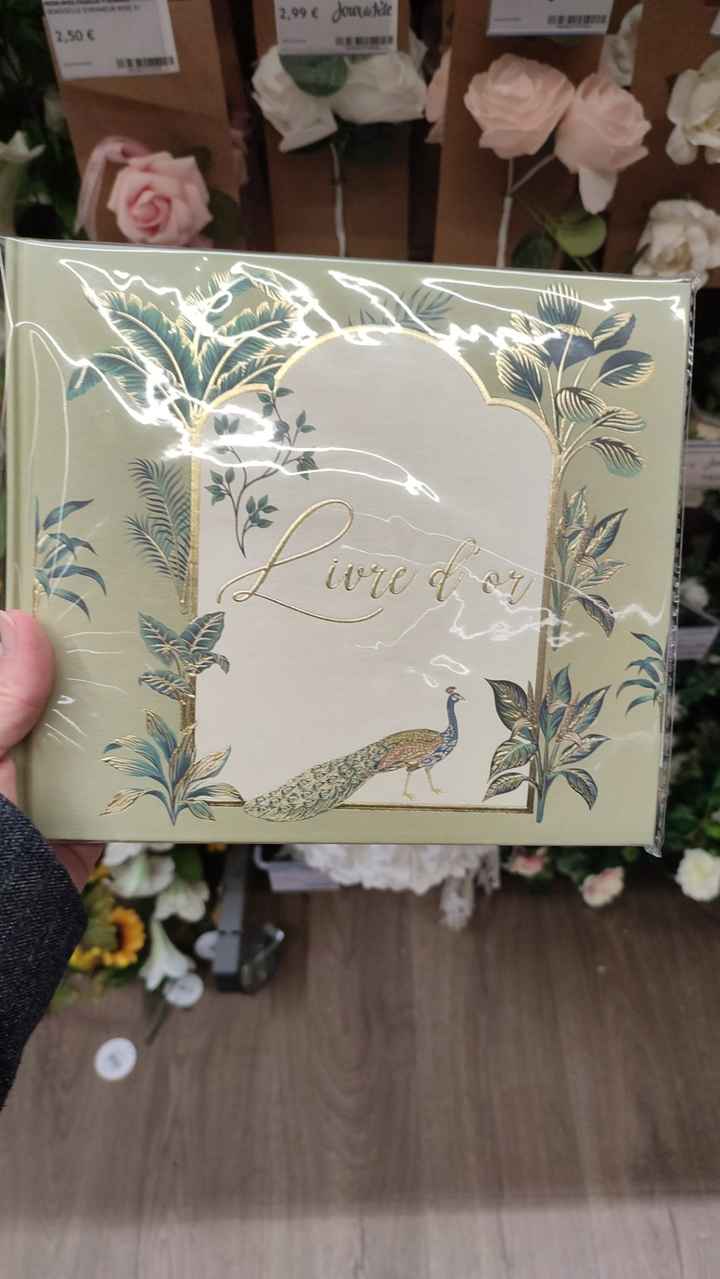 2,50 €
2,99 €
Jour de fête
Livre d'or